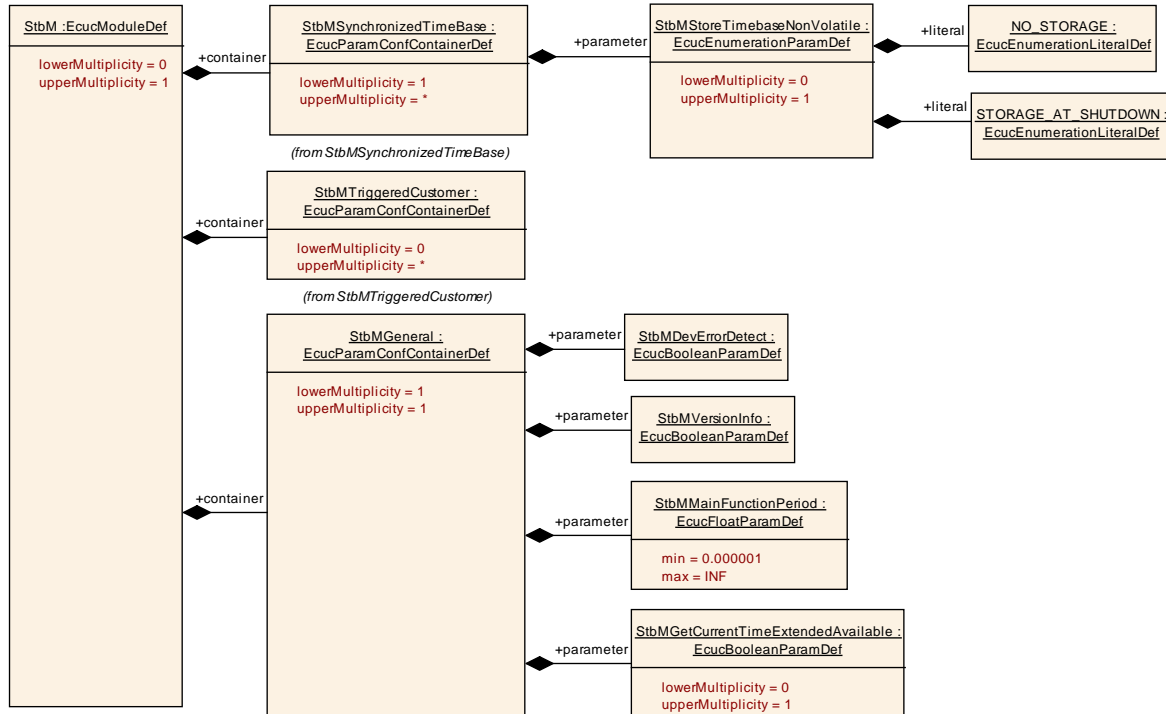 StbM :EcucModuleDef
lowerMultiplicity = 0
upperMultiplicity = 1
+container
StbMSynchronizedTimeBase :
EcucParamConfContainerDef
lowerMultiplicity = 1
upperMultiplicity = *
(from StbMSynchronizedTimeBase)
+parameter
StbMStoreTimebaseNonVolatile :
EcucEnumerationParamDef
lowerMultiplicity = 0
upperMultiplicity = 1
+literal
NO_STORAGE :
EcucEnumerationLiteralDef
+literal
STORAGE_AT_SHUTDOWN :
EcucEnumerationLiteralDef
+container
StbMTriggeredCustomer :
EcucParamConfContainerDef
lowerMultiplicity = 0
upperMultiplicity = *
(from StbMTriggeredCustomer)
+container
StbMGeneral :
EcucParamConfContainerDef
lowerMultiplicity = 1
upperMultiplicity = 1
+parameter
StbMDevErrorDetect :
EcucBooleanParamDef
+parameter
StbMVersionInfo :
EcucBooleanParamDef
+parameter
StbMMainFunctionPeriod :
EcucFloatParamDef
min = 0.000001
max = INF
+parameter
StbMGetCurrentTimeExtendedAvailable :
EcucBooleanParamDef
lowerMultiplicity = 0
upperMultiplicity = 1